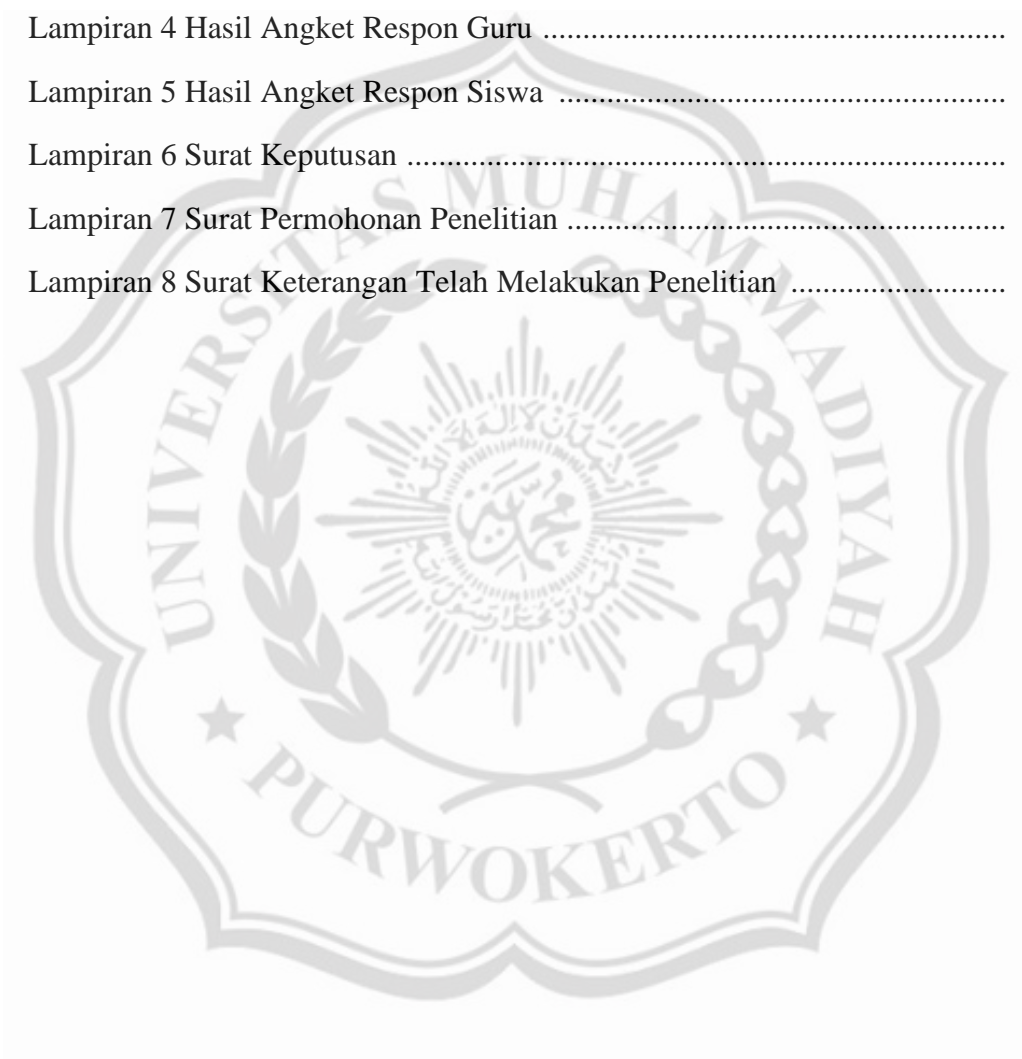 Lampiran 4 Hasil Angket Respon Guru ........................................................
Lampiran 5 Hasil Angket Respon Siswa ......................................................
Lampiran 6 Surat Keputusan .........................................................................
Lampiran 7 Surat Permohonan Penelitian .....................................................
Lampiran 8 Surat Keterangan Telah Melakukan Penelitian ..........................
UNIVERSITAS MUHAMMADIYAH
PURWOKERTO